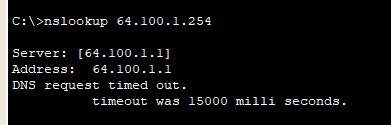 C:\>nslookup 64.100.1.254
Server: [64.100.1.1]
Address:  64.100.1.1
DNS request timed out.
timeout was 15000 milli seconds.